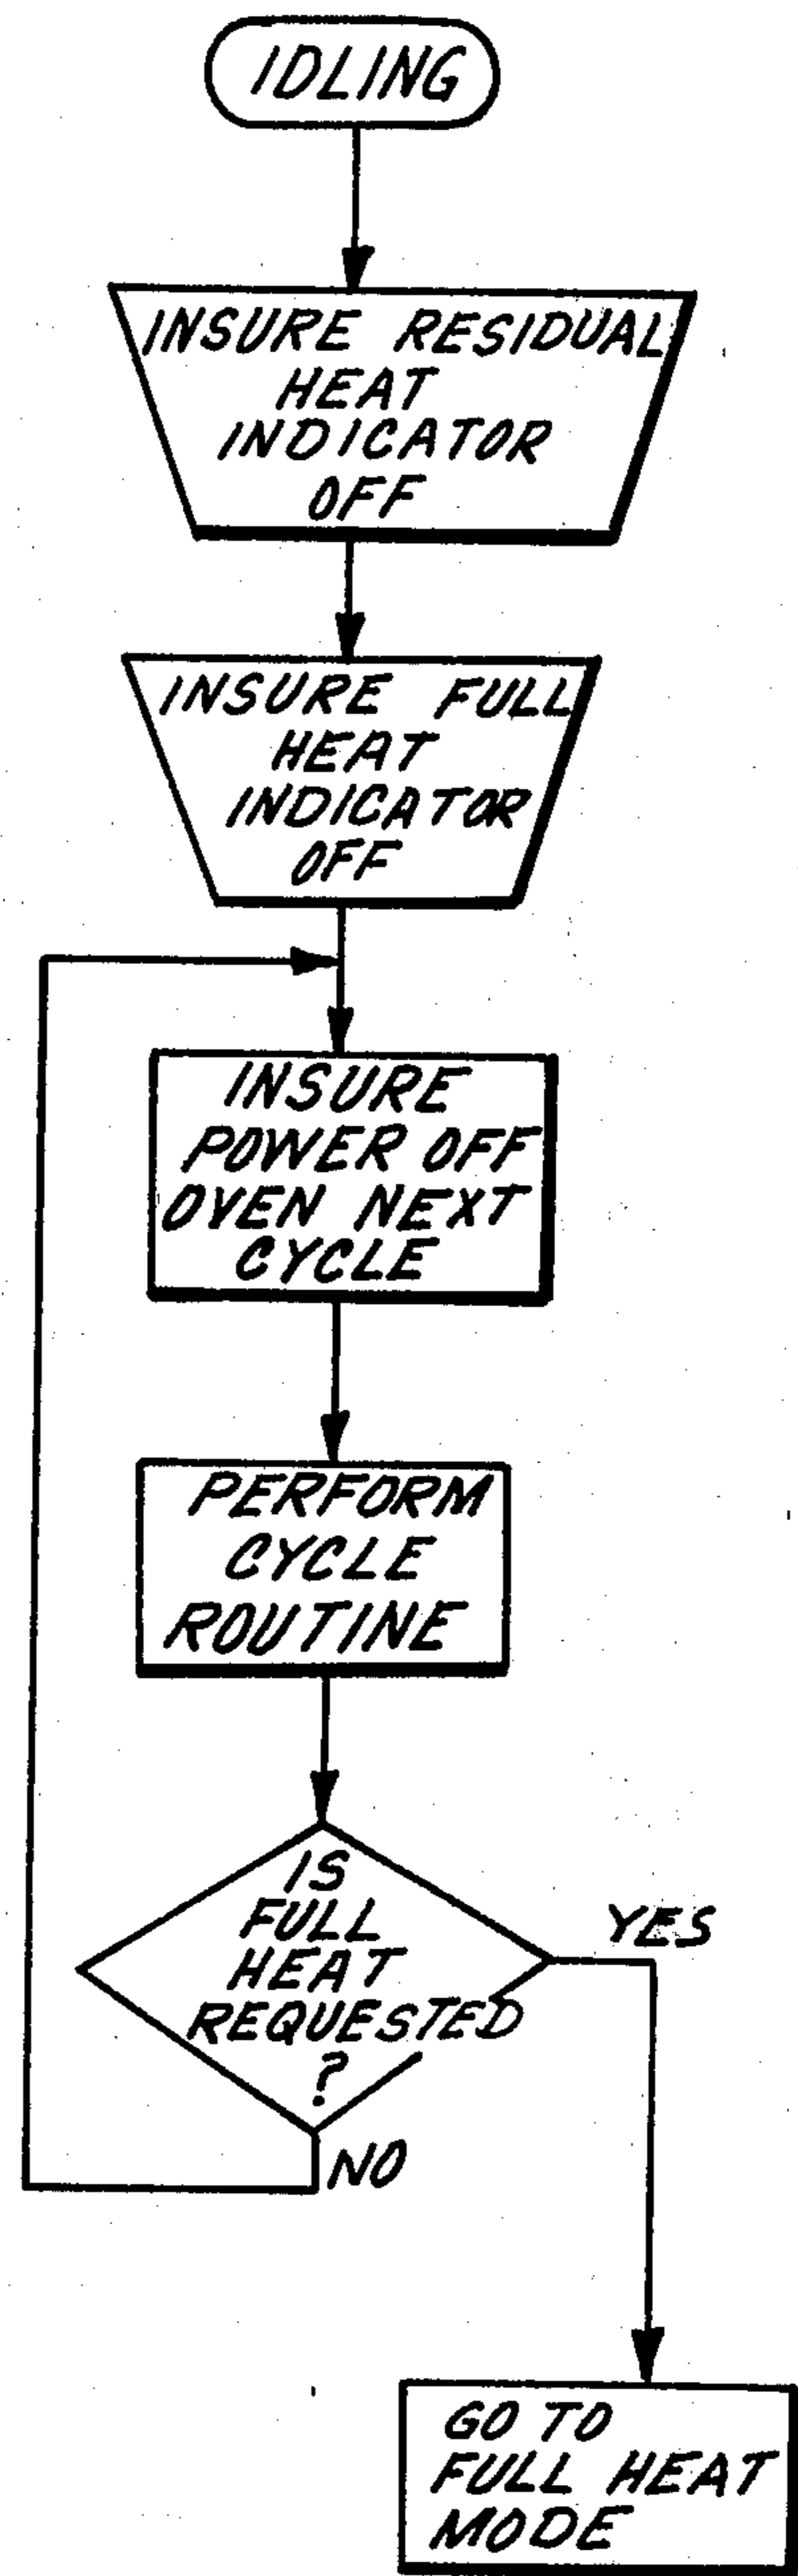 IDLING
INSURE RESIDUAL
HEAT
INDICATOR
OFF
INSURE FULL
HEAT
INDICATOR
OFF
INSURE
POWER OFF
OVEN NEXT
CYCLE
PERFORM
CYCLE
ROUTINE
IS
FULL
HEAT
REQUESTED
?
YES
NO
GO TO
FULL HEAT
MODE